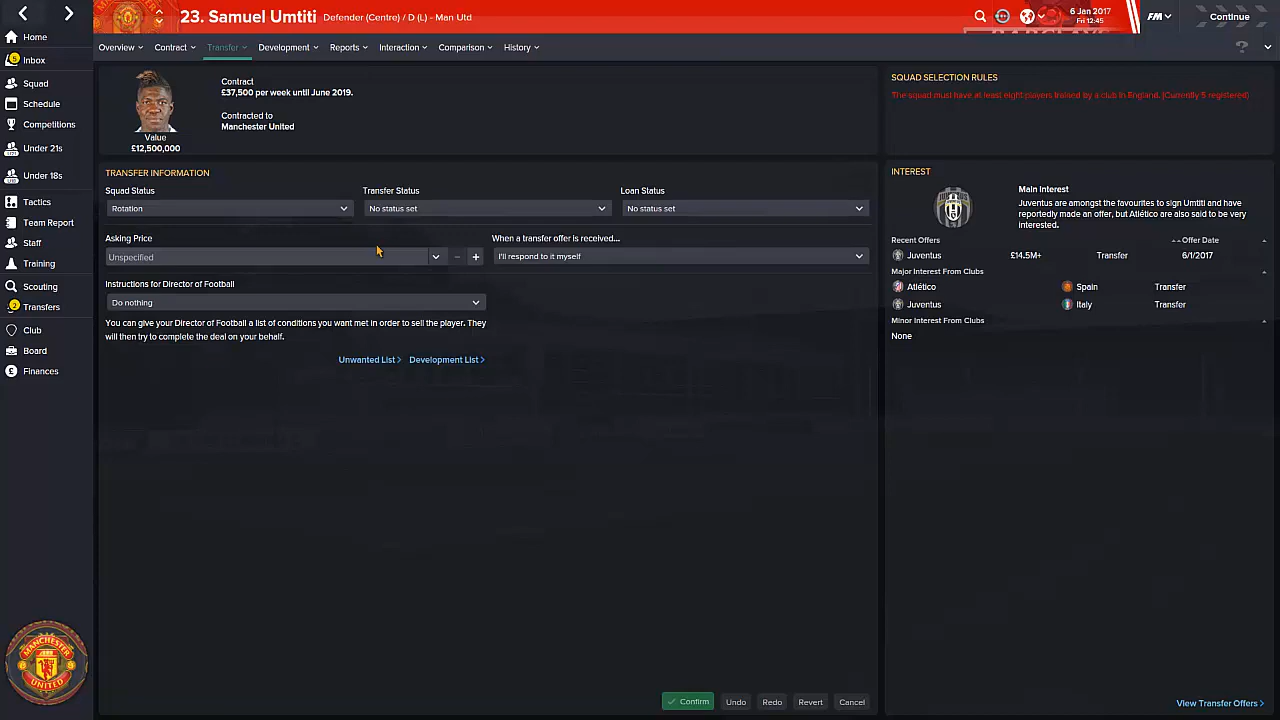 23. Samuel Umtiti Defender (Centre) / D (L) - Man Utd
6 Jan 2017
Fri 12:45
FM
Continue
Home
Inbox
Squad
Schedule
Competitions
Under 21s
Under 18s
Tactics
Team Report
Staff
Training
Scouting
2
Transfers
Club
Board
Finances
MANCHESTER
UNITED
Overview Contract Transfer Development Reports Interaction Comparison History
?
Contract
£37,500 per week until June 2019.
Contracted to
Manchester United
Value
£12,500,000
TRANSFER INFORMATION
Squad Status Transfer Status Loan Status
Rotation No status set No status set
Asking Price When a transfer offer is received...
Unspecified - + I'll respond to it myself
Instructions for Director of Football
Do nothing
You can give your Director of Football a list of conditions you want met in order to sell the player. They
will then try to complete the deal on your behalf.
Unwanted List > Development List >
Confirm Undo Redo Revert Cancel
SQUAD SELECTION RULES
The squad must have at least eight players trained by a club in England. (Currently 5 registered)
INTEREST
Main Interest
Juventus are amongst the favourites to sign Umtiti and have
reportedly made an offer, but Atlético are also said to be very
interested.
Recent Offers Offer Date
Juventus £14.5M+ Transfer 6/1/2017
Major Interest From Clubs
Atlético Spain Transfer
Juventus Italy Transfer
Minor Interest From Clubs
None
View Transfer Offers >